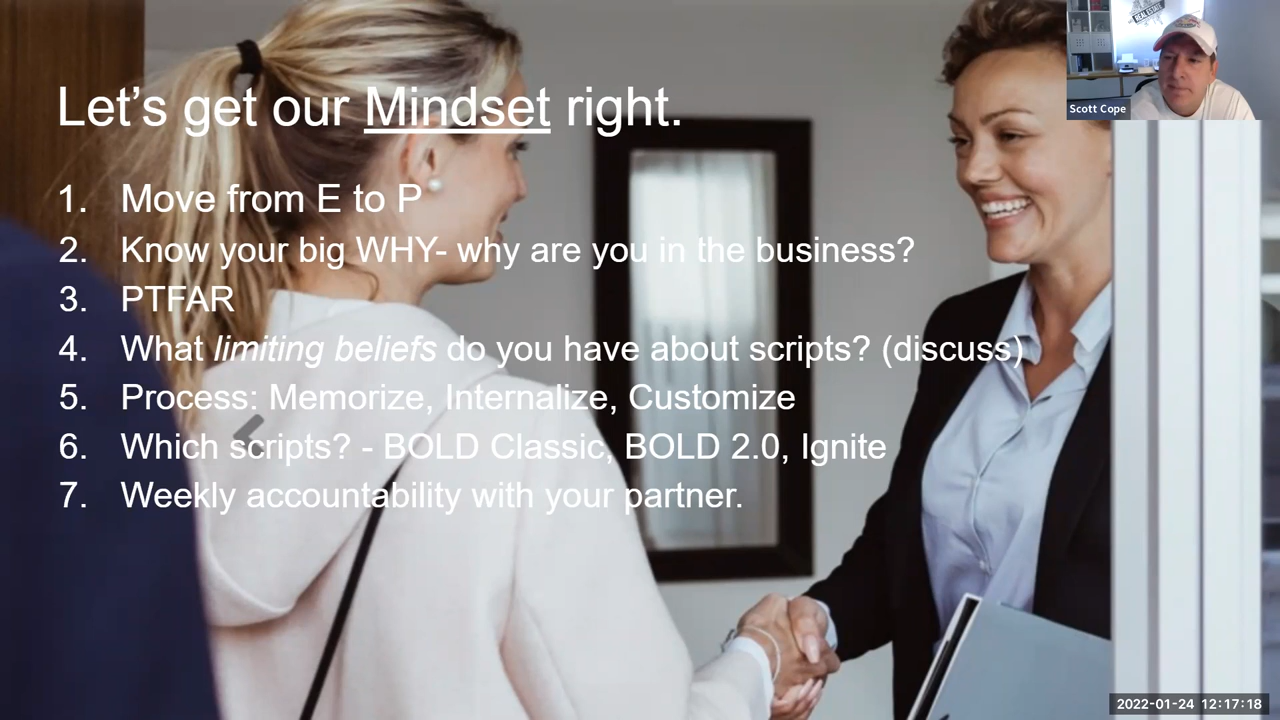 Let's get our Mindset right.
1. Move from E to P
2. Know your big WHY- why are you in the business?
3. PTFAR
4. What limiting beliefs do you have about scripts? (discuss)
5. Process: Memorize, Internalize, Customize
6. Which scripts? - BOLD Classic, BOLD 2.0, Ignite
7. Weekly accountability with your partner.
REAL ESTATE
Scott Cope
2022-01-24 12:17:18